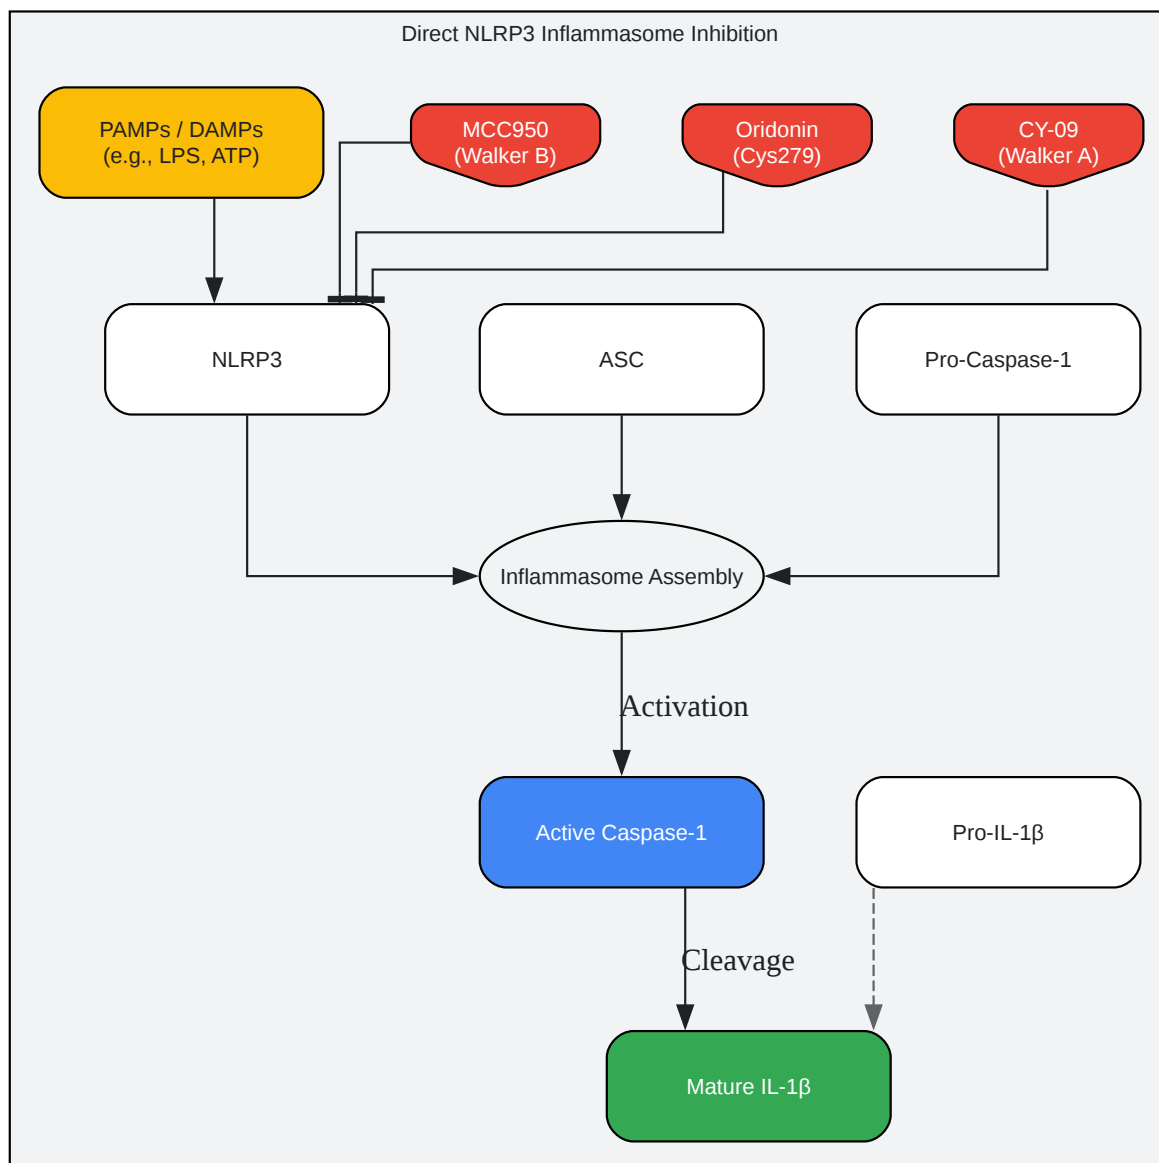 Direct NLRP3 Inflammasome Inhibition
PAMPs / DAMPs
(e.g., LPS, ATP)
MCC950
(Walker B)
Oridonin
(Cys279)
CY-09
(Walker A)
NLRP3
ASC
Pro-Caspase-1
Inflammasome Assembly
Activation
Active Caspase-1
Pro-IL-1β
Cleavage
Mature IL-1β